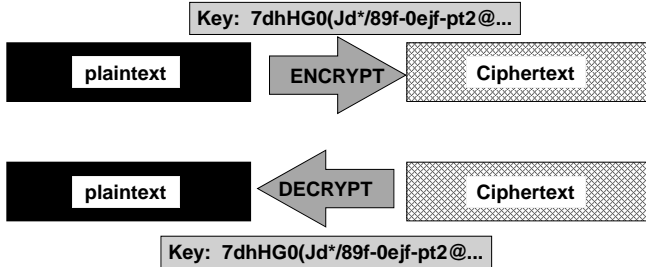 Key: 7dhHG0(Jd*/89f-0ejf-pt2@...
plaintext
ENCRYPT
Ciphertext
plaintext
DECRYPT
Ciphertext
Key: 7dhHG0(Jd*/89f-0ejf-pt2@...